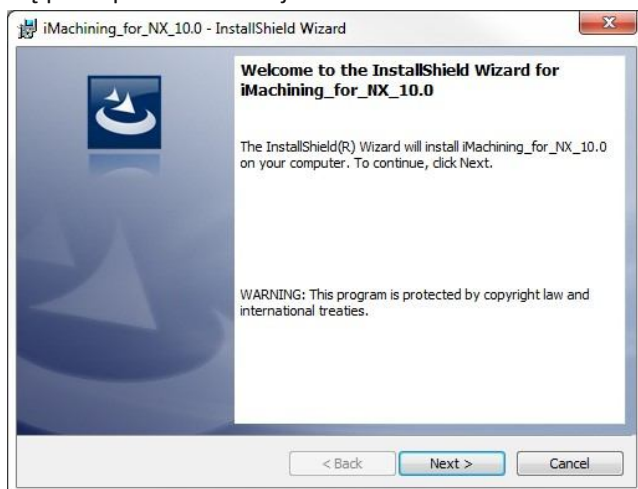 iMachining_for_NX_10.0 - InstallShield Wizard
Welcome to the InstallShield Wizard for
iMachining_for_NX_10.0
The InstallShield(R) Wizard will install iMachining_for_NX_10.0
on your computer. To continue, click Next.
WARNING: This program is protected by copyright law and
international treaties.
< Back
Next >
Cancel